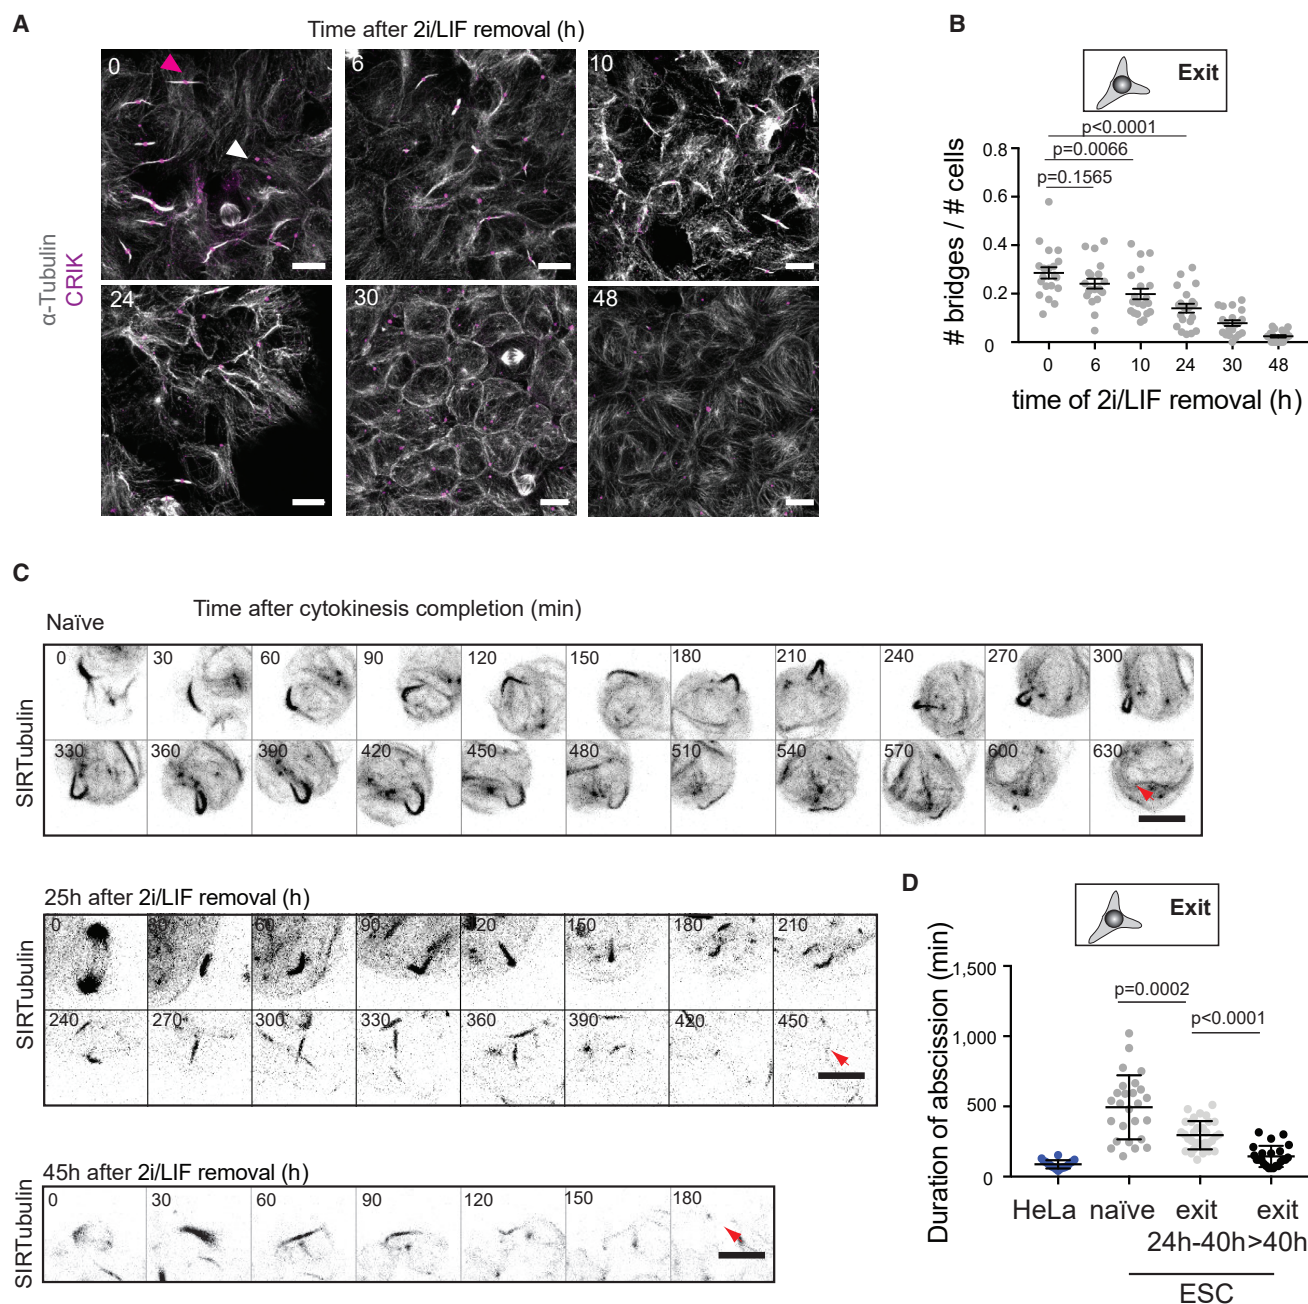 A
Time after 2i/LIF removal (h)
α-Tubulin
CRIK
0
6
10
24
30
48
B
Exit
p<0.0001
p=0.0066
p=0.1565
# bridges / # cells
0.8
0.6
0.4
0.2
0
0 6 10 24 30 48
time of 2i/LIF removal (h)
C
Time after cytokinesis completion (min)
Naïve
SIRTubulin
0 30 60 90 120 150 180 210 240 270 300
330 360 390 420 450 480 510 540 570 600 630
25h after 2i/LIF removal (h)
SIRTubulin
0 30 60 90 120 150 180 210
240 270 300 330 360 390 420 450
45h after 2i/LIF removal (h)
SIRTubulin
0 30 60 90 120 150 180
D
Exit
Duration of abscission (min)
1,500
1,000
500
0
p=0.0002
p<0.0001
HeLa naïve exit exit
24h-40h >40h
ESC